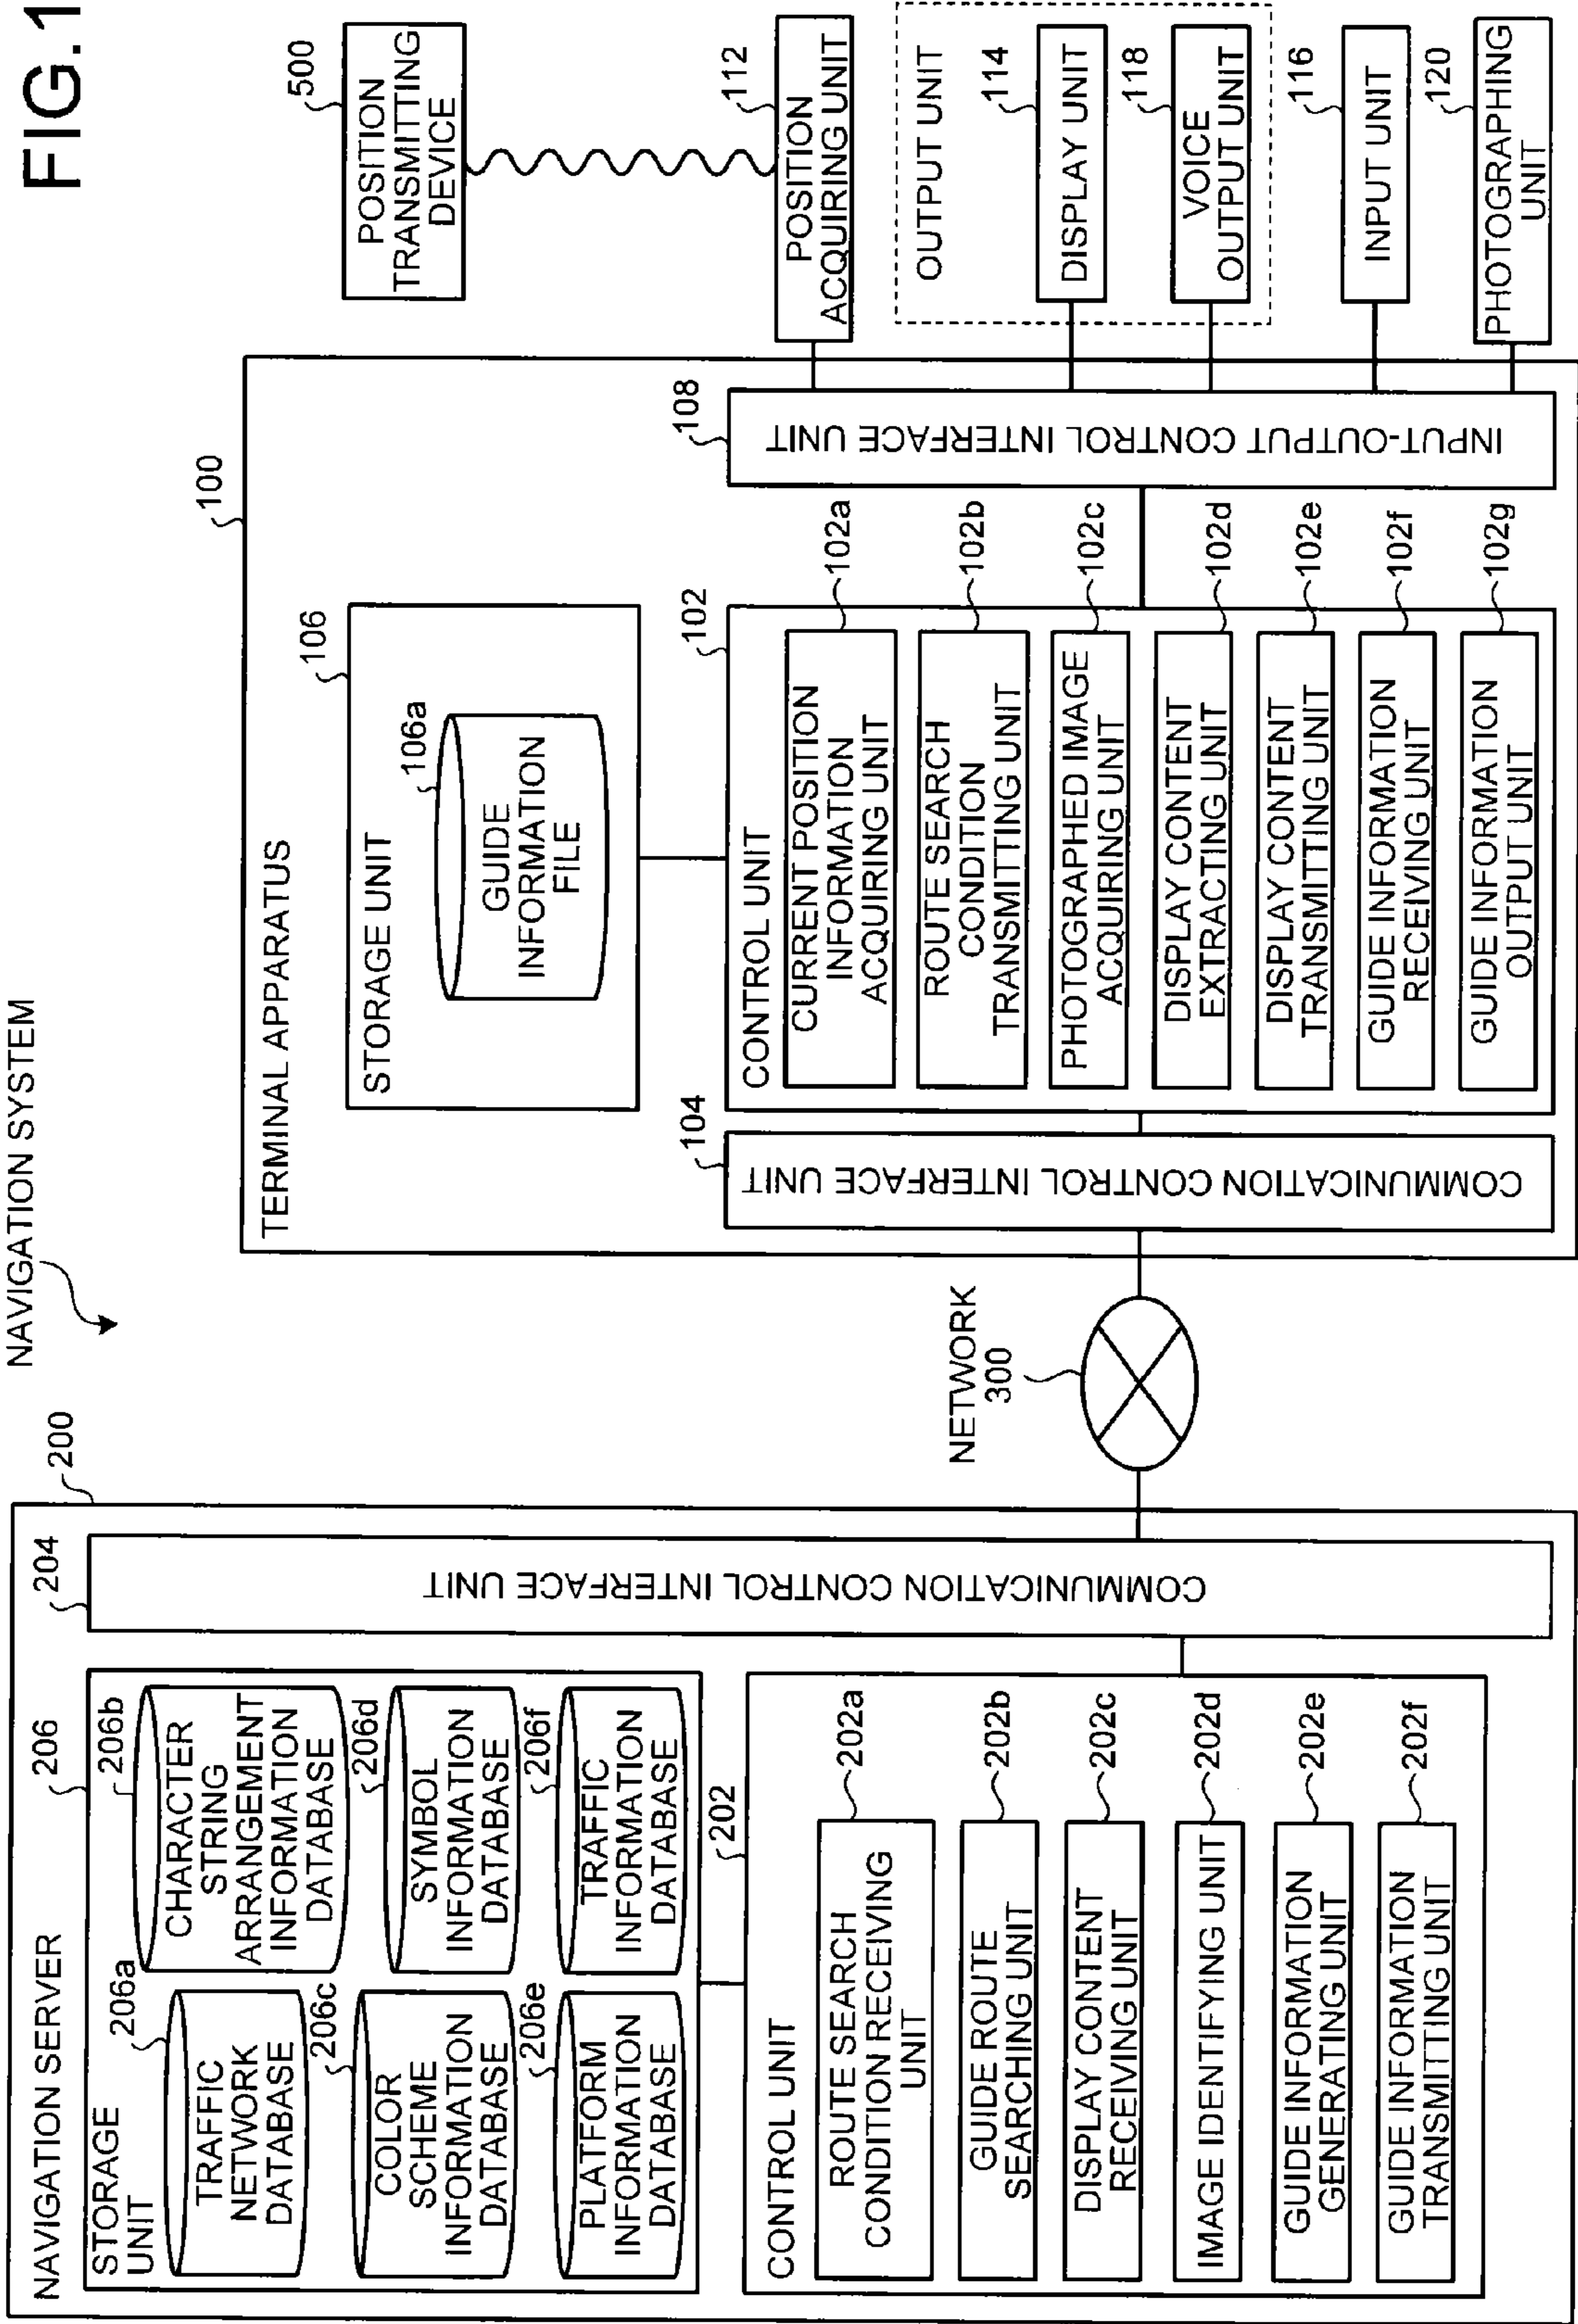 FIG.1
NAVIGATION SYSTEM
200
NAVIGATION SERVER
206
STORAGE
UNIT
206a
TRAFFIC
NETWORK
DATABASE
206b
CHARACTER
STRING
ARRANGEMENT
INFORMATION
DATABASE
206c
COLOR
SCHEME
INFORMATION
DATABASE
206d
SYMBOL
INFORMATION
DATABASE
206e
PLATFORM
INFORMATION
DATABASE
206f
TRAFFIC
INFORMATION
DATABASE
204
COMMUNICATION CONTROL INTERFACE UNIT
202
CONTROL UNIT
ROUTE SEARCH
CONDITION RECEIVING
UNIT
202a
GUIDE ROUTE
SEARCHING UNIT
202b
DISPLAY CONTENT
RECEIVING UNIT
202c
IMAGE IDENTIFYING UNIT
202d
GUIDE INFORMATION
GENERATING UNIT
202e
GUIDE INFORMATION
TRANSMITTING UNIT
202f
NETWORK
300
100
TERMINAL APPARATUS
106
STORAGE UNIT
106a
GUIDE
INFORMATION
FILE
104
COMMUNICATION CONTROL INTERFACE UNIT
102
CONTROL UNIT
CURRENT POSITION
INFORMATION
ACQUIRING UNIT
102a
ROUTE SEARCH
CONDITION
TRANSMITTING UNIT
102b
PHOTOGRAPHED IMAGE
ACQUIRING UNIT
102c
DISPLAY CONTENT
EXTRACTING UNIT
102d
DISPLAY CONTENT
TRANSMITTING UNIT
102e
GUIDE INFORMATION
RECEIVING UNIT
102f
GUIDE INFORMATION
OUTPUT UNIT
102g
108
INPUT-OUTPUT CONTROL INTERFACE UNIT
500
POSITION
TRANSMITTING
DEVICE
112
POSITION
ACQUIRING UNIT
OUTPUT UNIT
114
DISPLAY UNIT
118
VOICE
OUTPUT UNIT
116
INPUT UNIT
120
PHOTOGRAPHING
UNIT